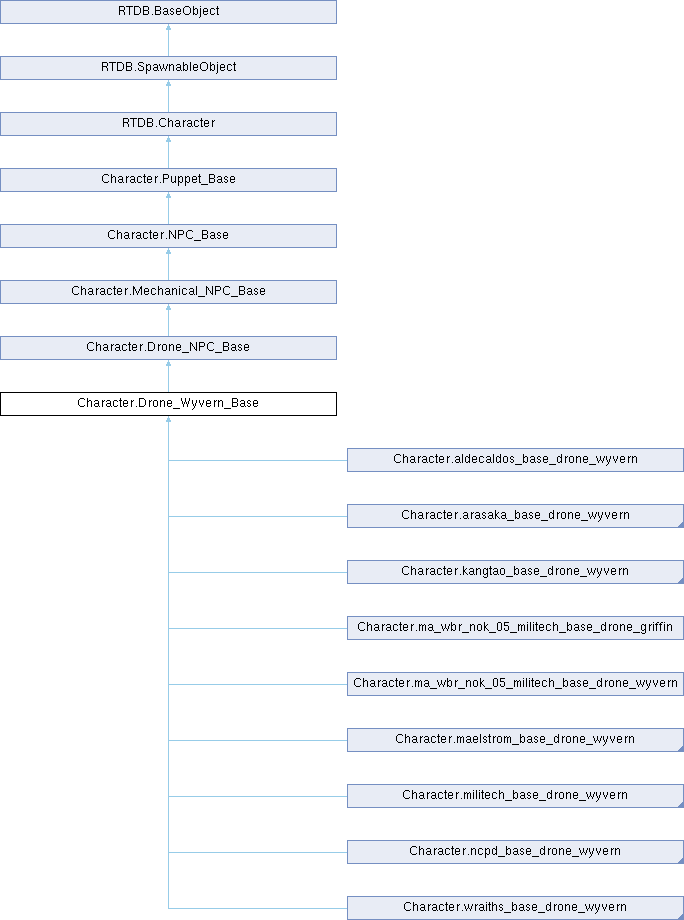 RTDB.BaseObject
RTDB.SpawnableObject
RTDB.Character
Character.Puppet_Base
Character.NPC_Base
Character.Mechanical_NPC_Base
Character.Drone_NPC_Base
Character.Drone_Wyvern_Base
Character.aldecaldos_base_drone_wyvern
Character.arasaka_base_drone_wyvern
Character.kangtao_base_drone_wyvern
Character.ma_wbr_nok_05_militech_base_drone_griffin
Character.ma_wbr_nok_05_militech_base_drone_wyvern
Character.maelstrom_base_drone_wyvern
Character.militech_base_drone_wyvern
Character.ncpd_base_drone_wyvern
Character.wraiths_base_drone_wyvern